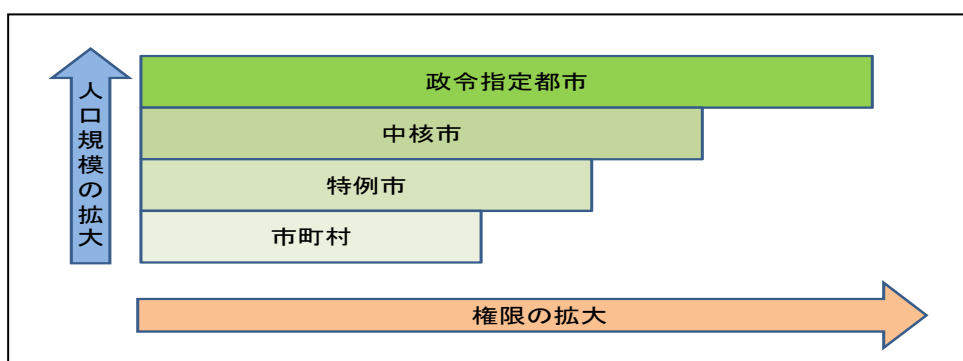 人口規模の拡大
政令指定都市
中核市
特例市
市町村
権限の拡大